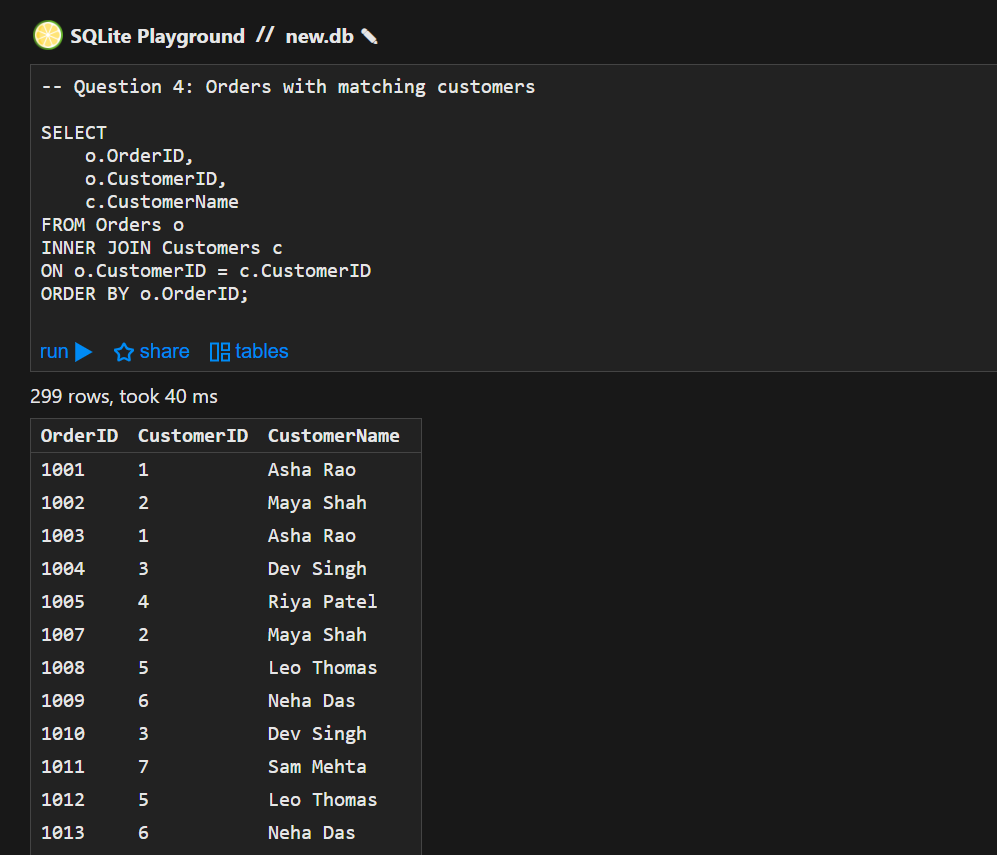 SQLite Playground // new.db
-- Question 4: Orders with matching customers
SELECT
    o.OrderID,
    o.CustomerID,
    c.CustomerName
FROM Orders o
INNER JOIN Customers c
ON o.CustomerID = c.CustomerID
ORDER BY o.OrderID;
run share tables
299 rows, took 40 ms
OrderID CustomerID CustomerName
1001 1 Asha Rao
1002 2 Maya Shah
1003 1 Asha Rao
1004 3 Dev Singh
1005 4 Riya Patel
1007 2 Maya Shah
1008 5 Leo Thomas
1009 6 Neha Das
1010 3 Dev Singh
1011 7 Sam Mehta
1012 5 Leo Thomas
1013 6 Neha Das